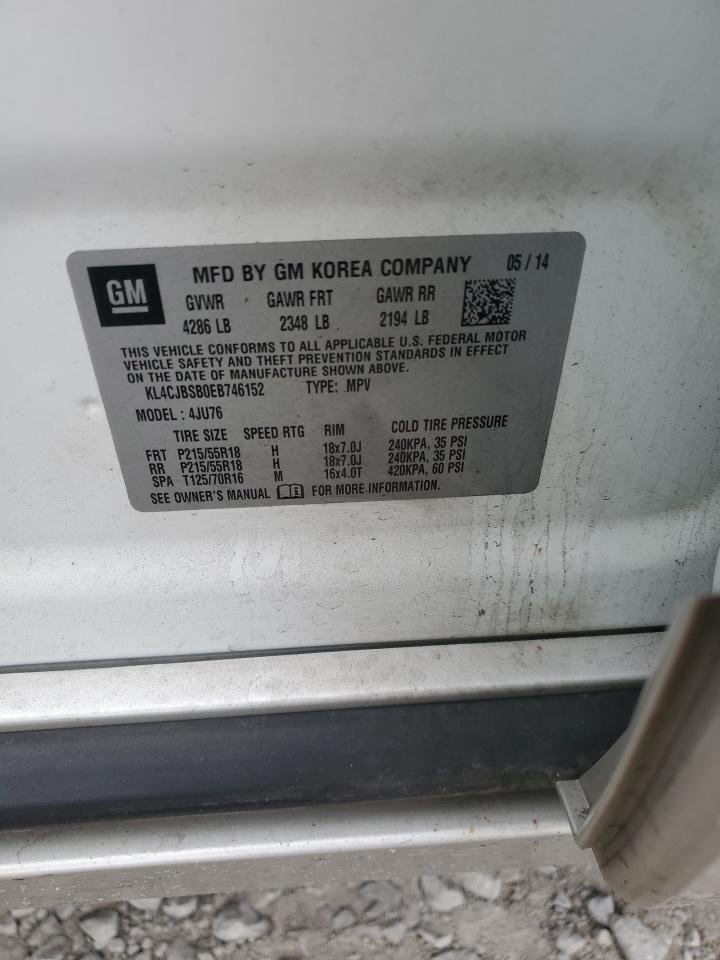 GM
MFD BY GM KOREA COMPANY 05 / 14
GVWR GAWR FRT GAWR RR
4286 LB 2348 LB 2194 LB
THIS VEHICLE CONFORMS TO ALL APPLICABLE U.S. FEDERAL MOTOR
VEHICLE SAFETY AND THEFT PREVENTION STANDARDS IN EFFECT
ON THE DATE OF MANUFACTURE SHOWN ABOVE.
KL4CJBSB0EB746152 TYPE: MPV
MODEL : 4JU76
TIRE SIZE SPEED RTG RIM COLD TIRE PRESSURE
FRT P215/55R18 H 18x7.0J 240KPA, 35 PSI
RR P215/55R18 H 18x7.0J 240KPA, 35 PSI
SPA T125/70R16 M 16x4.0T 420KPA, 60 PSI
SEE OWNER'S MANUAL FOR MORE INFORMATION.